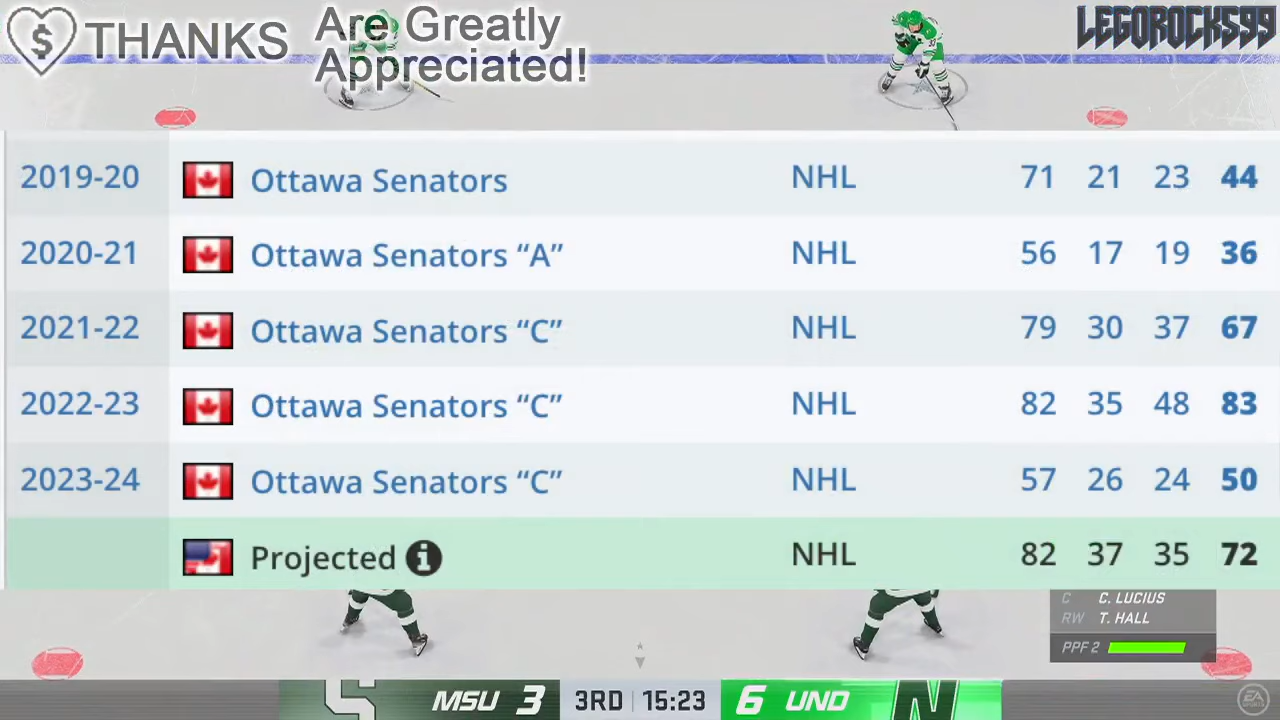 $ THANKS Are Greatly Appreciated! LEGOROCKS99
2019-20 Ottawa Senators NHL 71 21 23 44
2020-21 Ottawa Senators “A” NHL 56 17 19 36
2021-22 Ottawa Senators “C” NHL 79 30 37 67
2022-23 Ottawa Senators “C” NHL 82 35 48 83
2023-24 Ottawa Senators “C” NHL 57 26 24 50
Projected i NHL 82 37 35 72
C C. LUCIUS
RW T. HALL
PPF 2
S MSU 3 3RD 15:23 6 UND N EA SPORTS